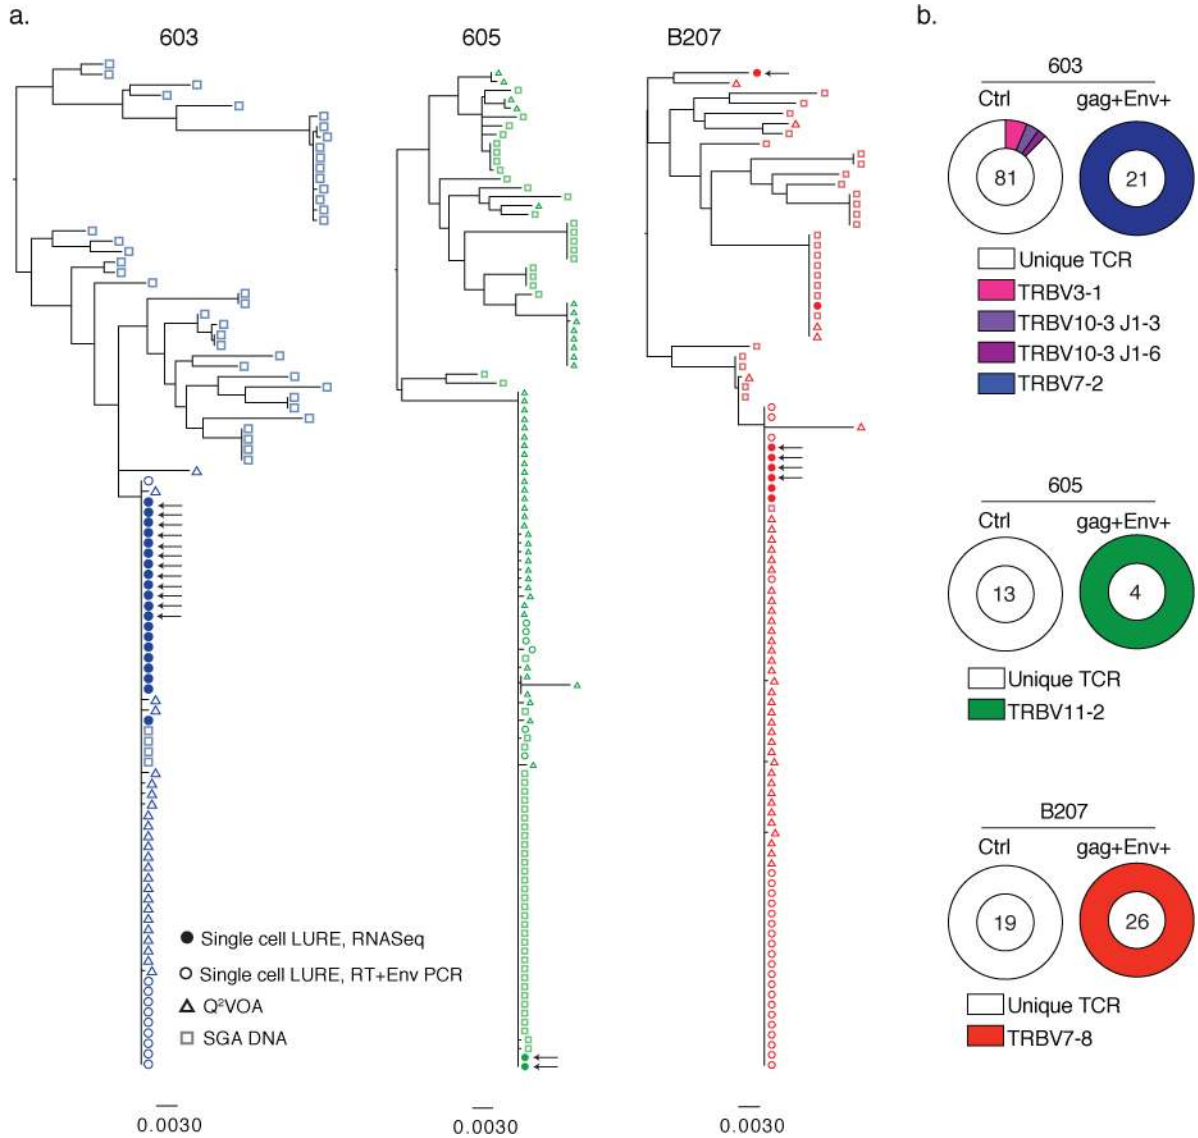 a.
603
605
B207
Single cell LURE, RNASeq
Single cell LURE, RT+Env PCR
Q²VOA
SGA DNA
0.0030
0.0030
0.0030
b.
603
Ctrl
gag+Env+
81
21
Unique TCR
TRBV3-1
TRBV10-3 J1-3
TRBV10-3 J1-6
TRBV7-2
605
Ctrl
gag+Env+
13
4
Unique TCR
TRBV11-2
B207
Ctrl
gag+Env+
19
26
Unique TCR
TRBV7-8